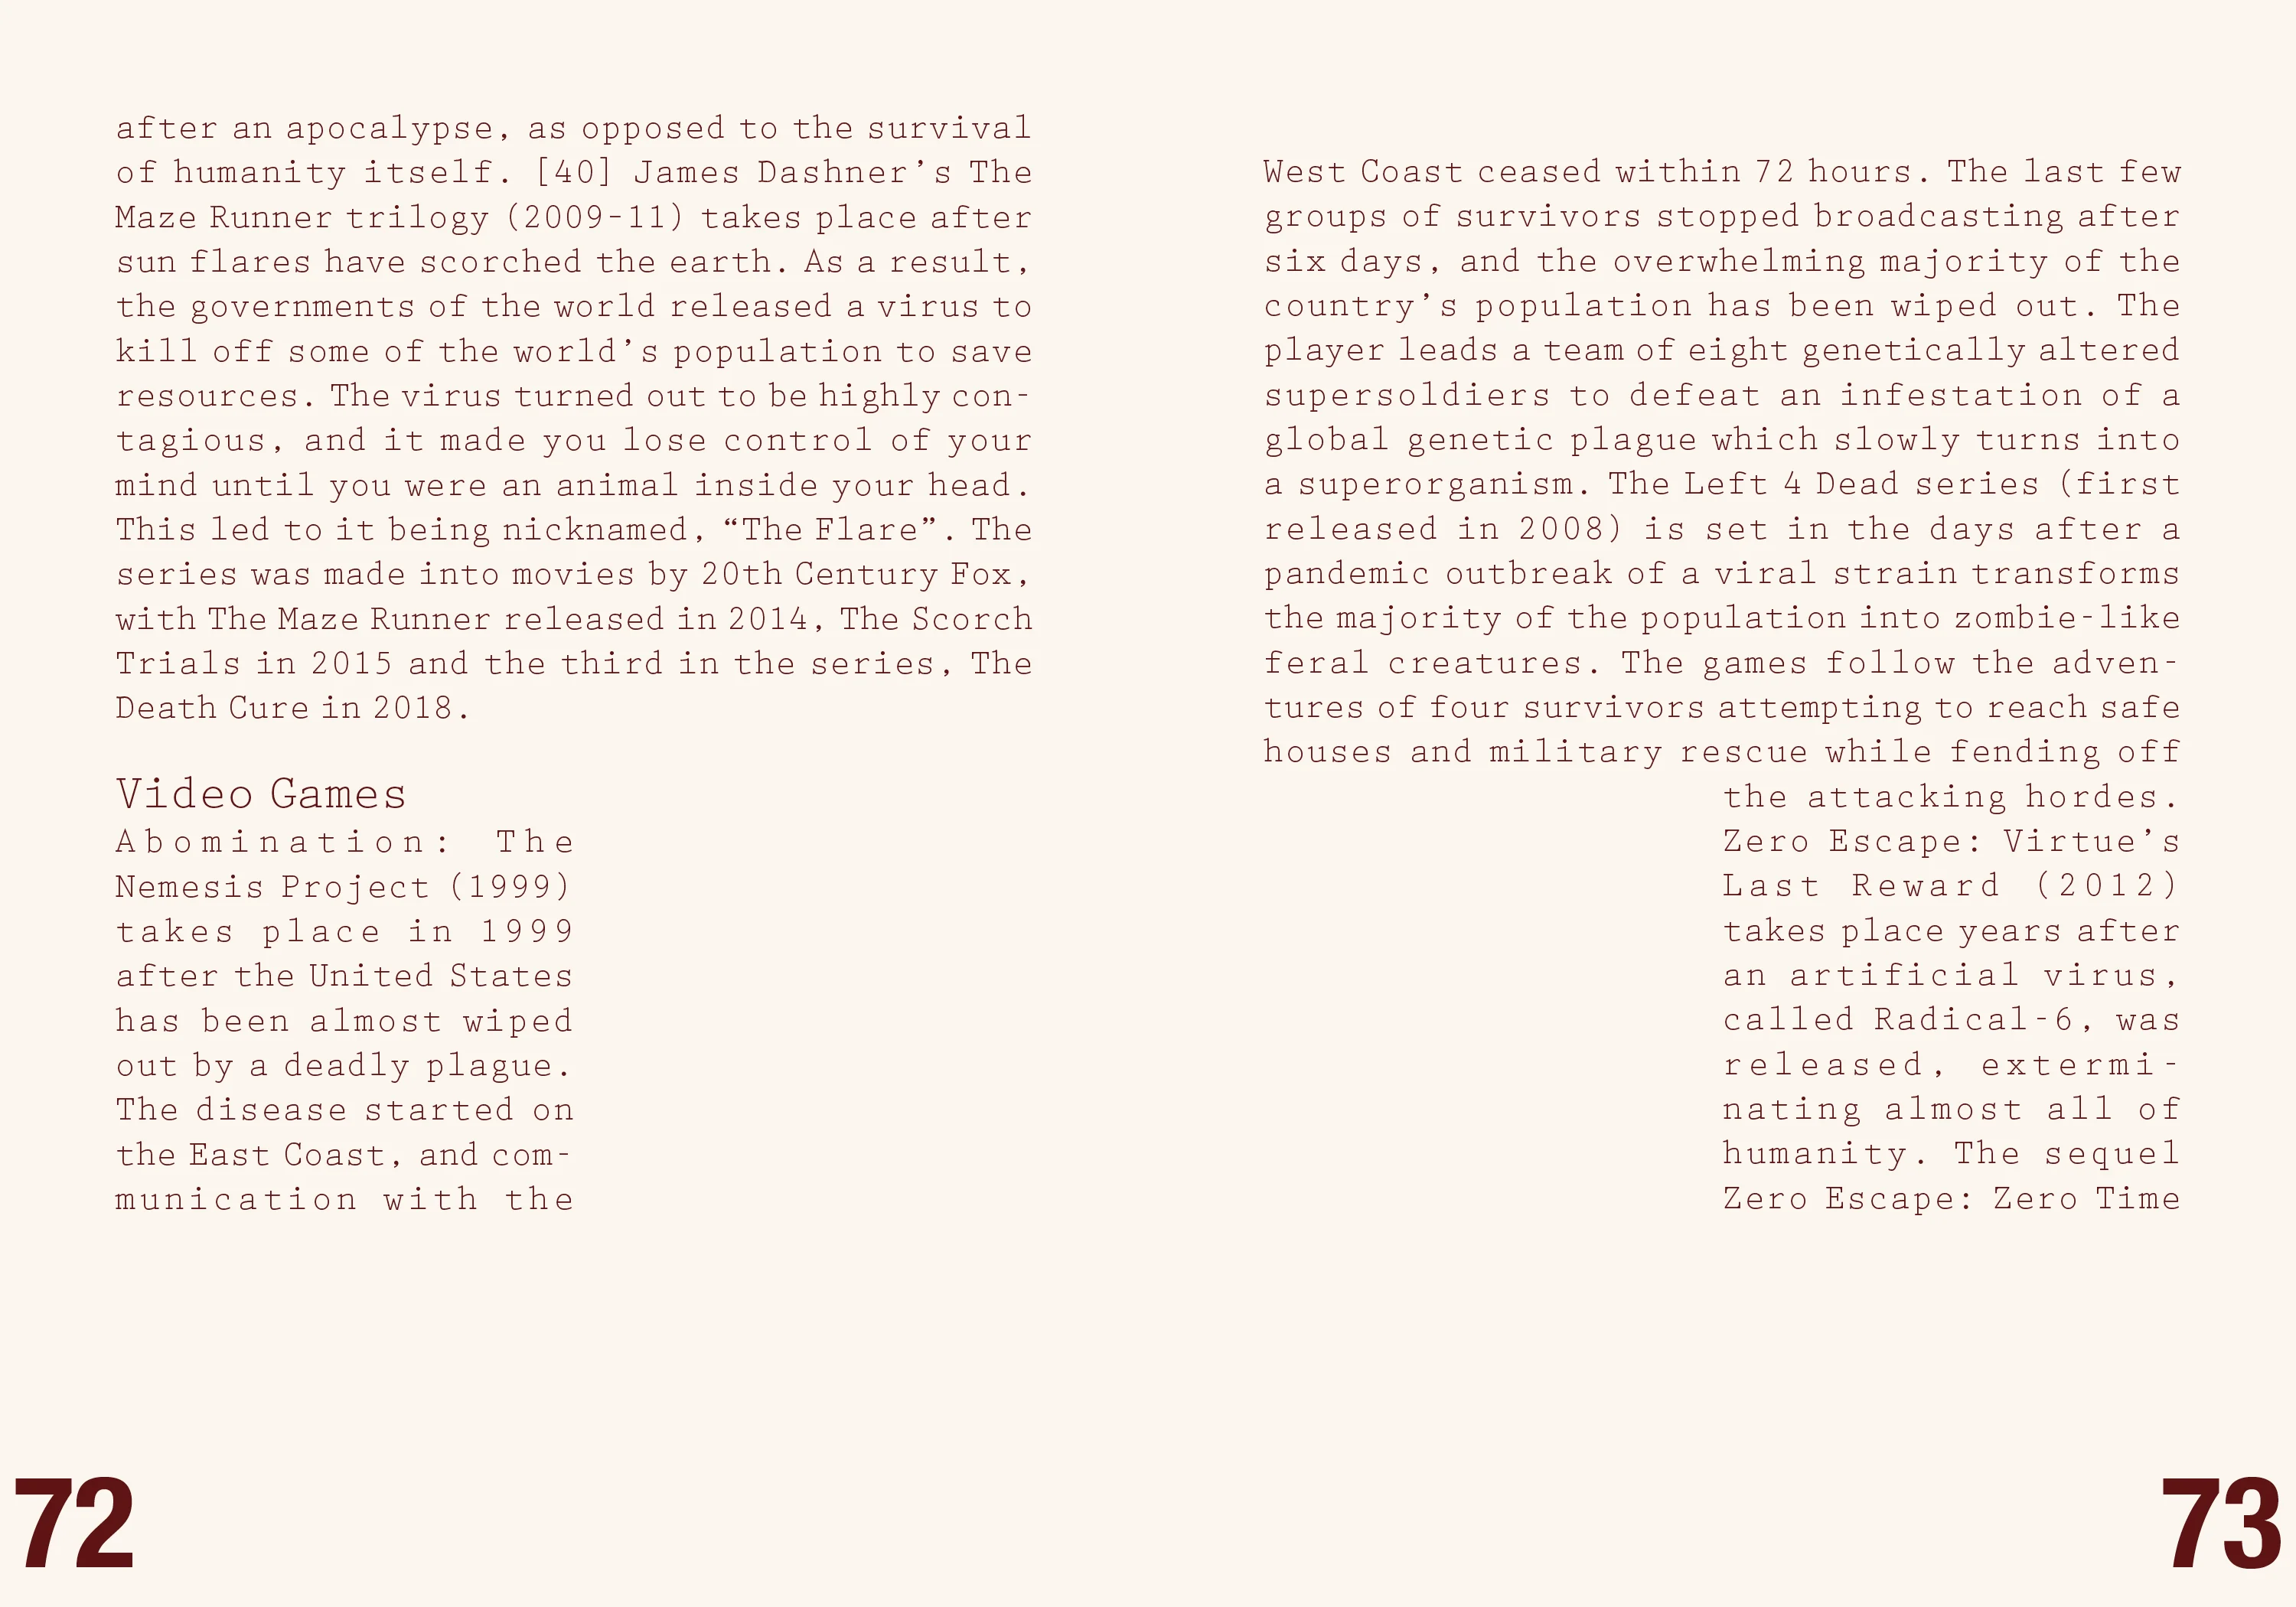 after an apocalypse, as opposed to the survival
of humanity itself. [40] James Dashner’s The
Maze Runner trilogy (2009-11) takes place after
sun flares have scorched the earth. As a result,
the governments of the world released a virus to
kill off some of the world’s population to save
resources. The virus turned out to be highly con-
tagious, and it made you lose control of your
mind until you were an animal inside your head.
This led to it being nicknamed, “The Flare”. The
series was made into movies by 20th Century Fox,
with The Maze Runner released in 2014, The Scorch
Trials in 2015 and the third in the series, The
Death Cure in 2018.
Video Games
Abomination: The
Nemesis Project (1999)
takes place in 1999
after the United States
has been almost wiped
out by a deadly plague.
The disease started on
the East Coast, and com-
munication with the
72
West Coast ceased within 72 hours. The last few
groups of survivors stopped broadcasting after
six days, and the overwhelming majority of the
country’s population has been wiped out. The
player leads a team of eight genetically altered
supersoldiers to defeat an infestation of a
global genetic plague which slowly turns into
a superorganism. The Left 4 Dead series (first
released in 2008) is set in the days after a
pandemic outbreak of a viral strain transforms
the majority of the population into zombie-like
feral creatures. The games follow the adven-
tures of four survivors attempting to reach safe
houses and military rescue while fending off
the attacking hordes.
Zero Escape: Virtue’s
Last Reward (2012)
takes place years after
an artificial virus,
called Radical-6, was
released, extermi-
nating almost all of
humanity. The sequel
Zero Escape: Zero Time
73